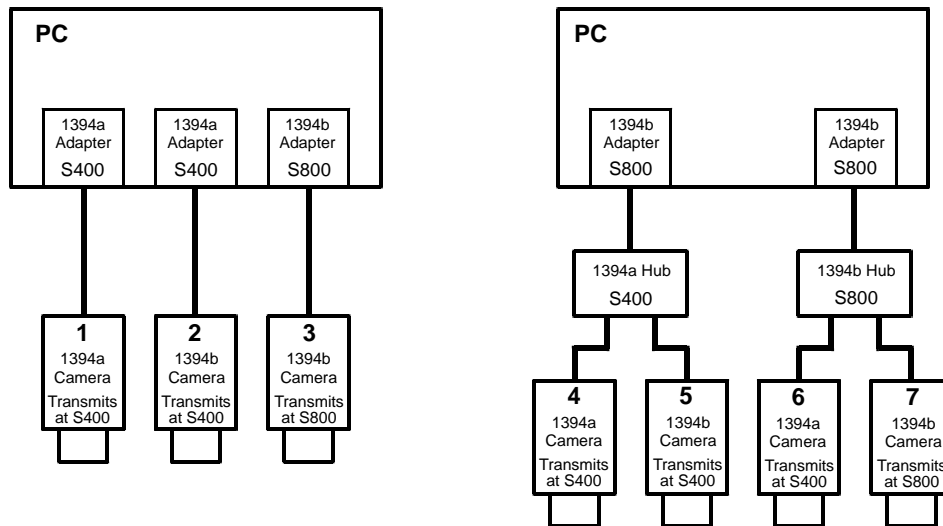 PC
1394a
Adapter
S400
1394a
Adapter
S400
1394b
Adapter
S800
1
1394a
Camera
Transmits
at S400
2
1394b
Camera
Transmits
at S400
3
1394b
Camera
Transmits
at S800
PC
1394b
Adapter
S800
1394b
Adapter
S800
1394a Hub
S400
1394b Hub
S800
4
1394a
Camera
Transmits
at S400
5
1394b
Camera
Transmits
at S400
6
1394a
Camera
Transmits
at S400
7
1394b
Camera
Transmits
at S800